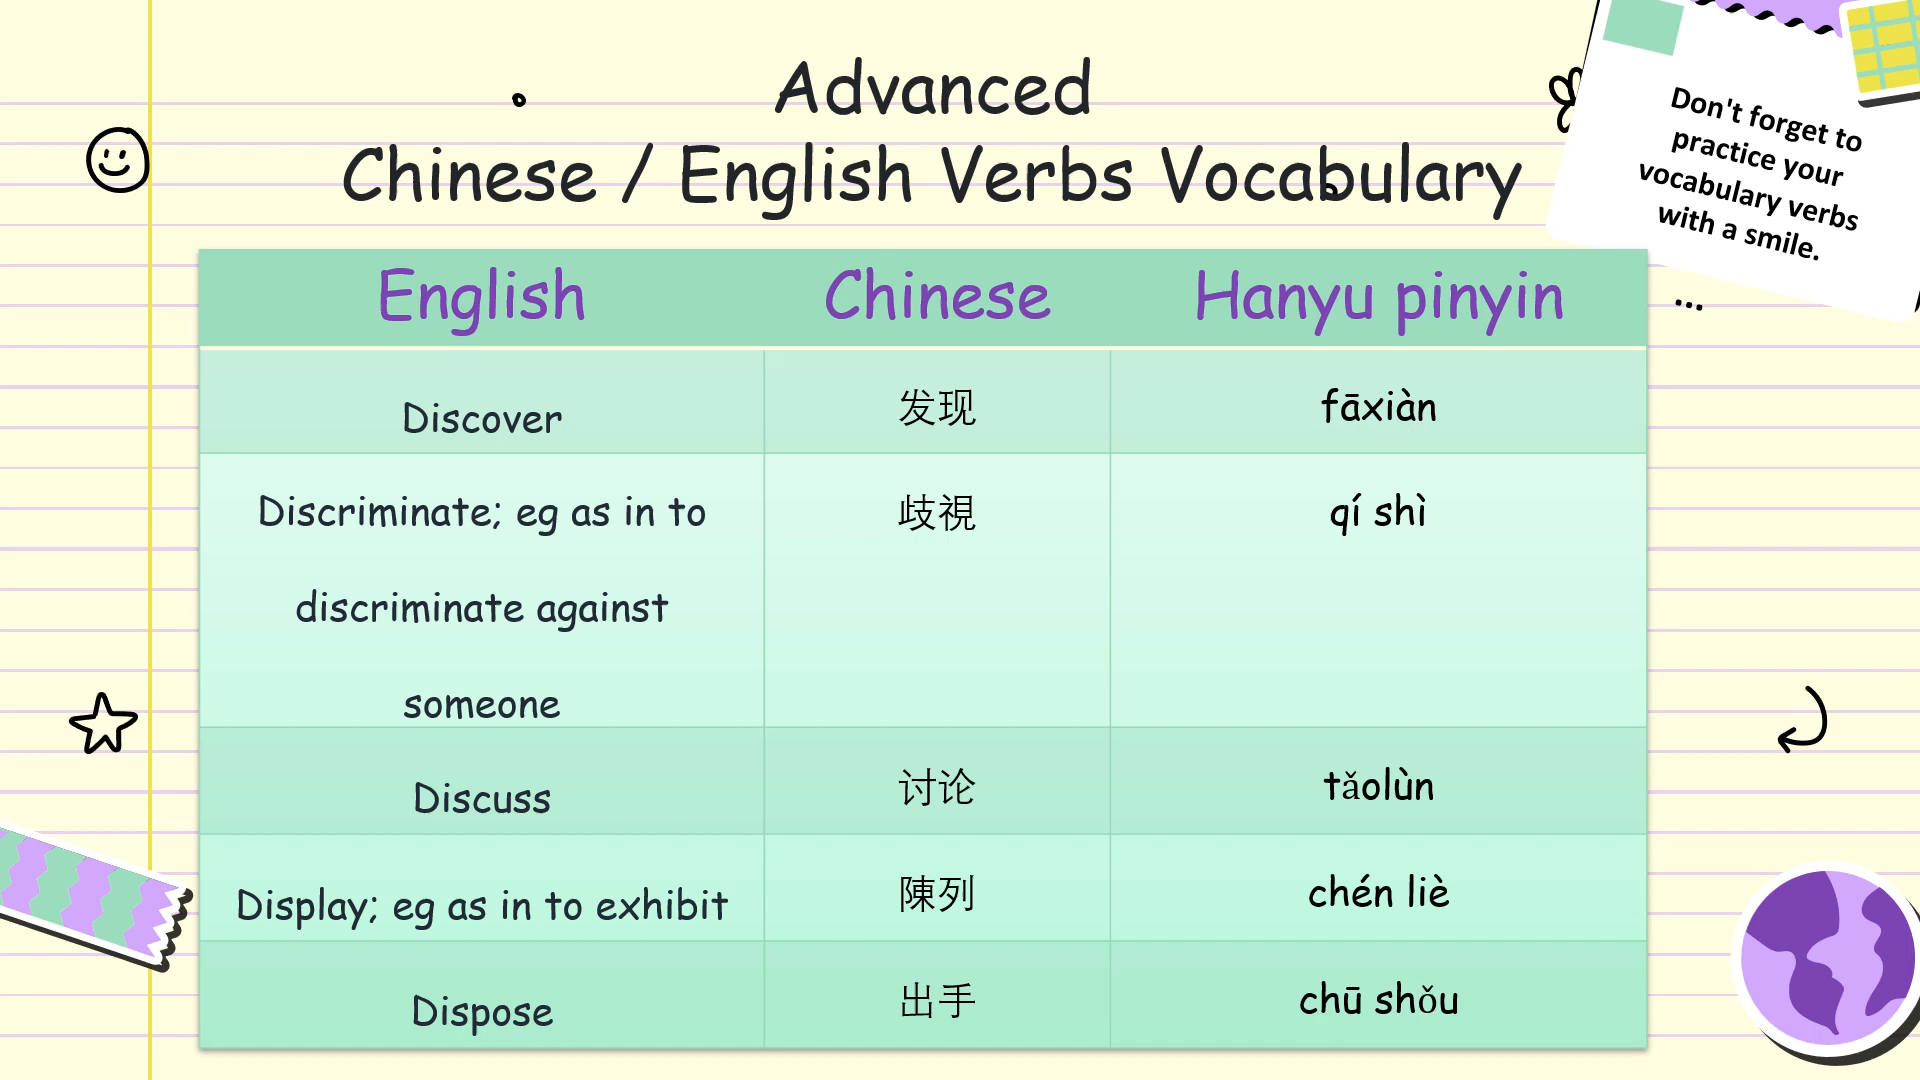 Advanced
Chinese / English Verbs Vocabulary
Don't forget to
practice your
vocabulary verbs
with a smile.
...
English Chinese Hanyu pinyin
Discover 发现 fāxiàn
Discriminate; eg as in to 歧視 qí shì
discriminate against
someone
Discuss 讨论 tǎolùn
Display; eg as in to exhibit 陳列 chén liè
Dispose 出手 chū shǒu